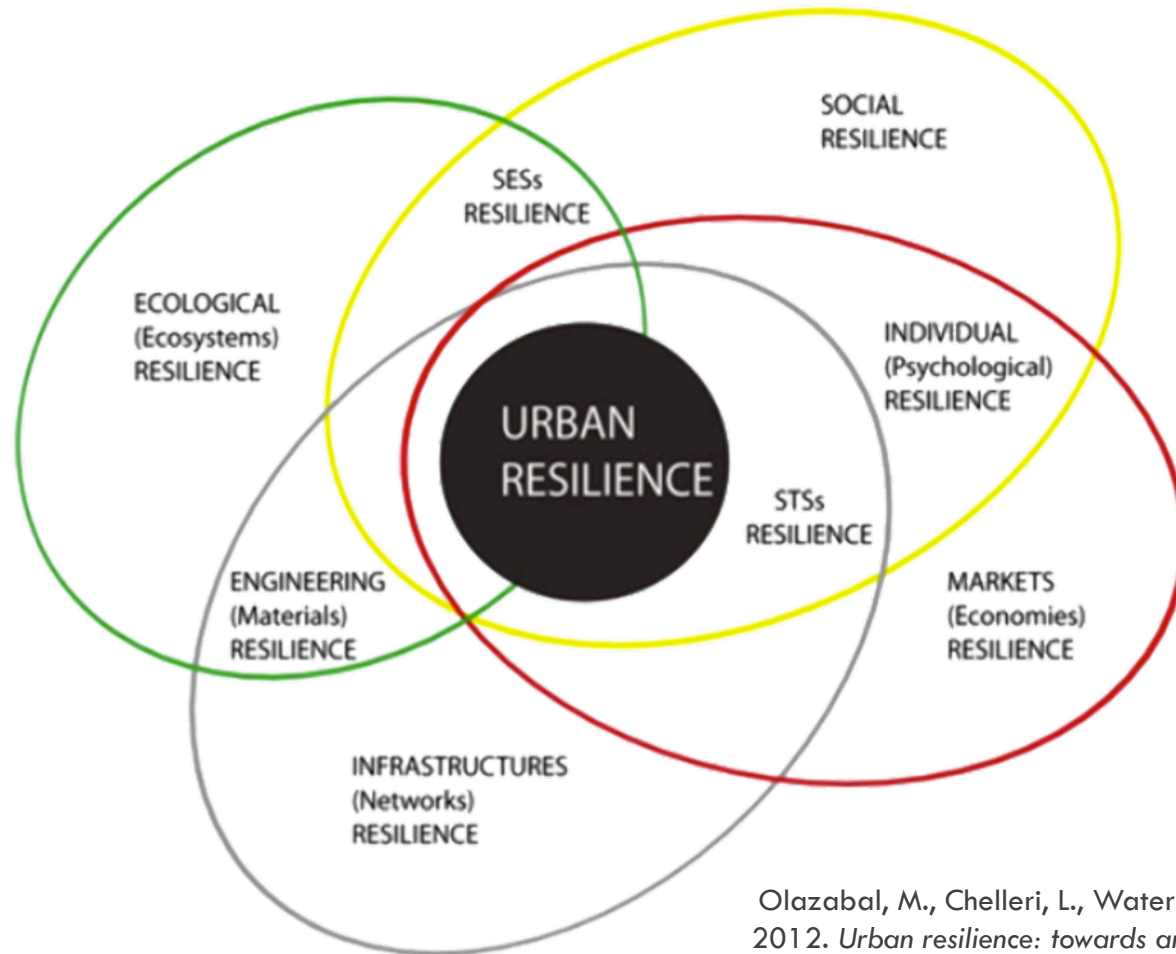 SOCIAL
RESILIENCE
SESs
RESILIENCE
ECOLOGICAL
(Ecosystems)
RESILIENCE
INDIVIDUAL
(Psychological)
RESILIENCE
URBAN
RESILIENCE
STSs
RESILIENCE
ENGINEERING
(Materials)
RESILIENCE
MARKETS
(Economies)
RESILIENCE
INFRASTRUCTURES
(Networks)
RESILIENCE
Olazabal, M., Chelleri, L., Water
2012. Urban resilience: towards